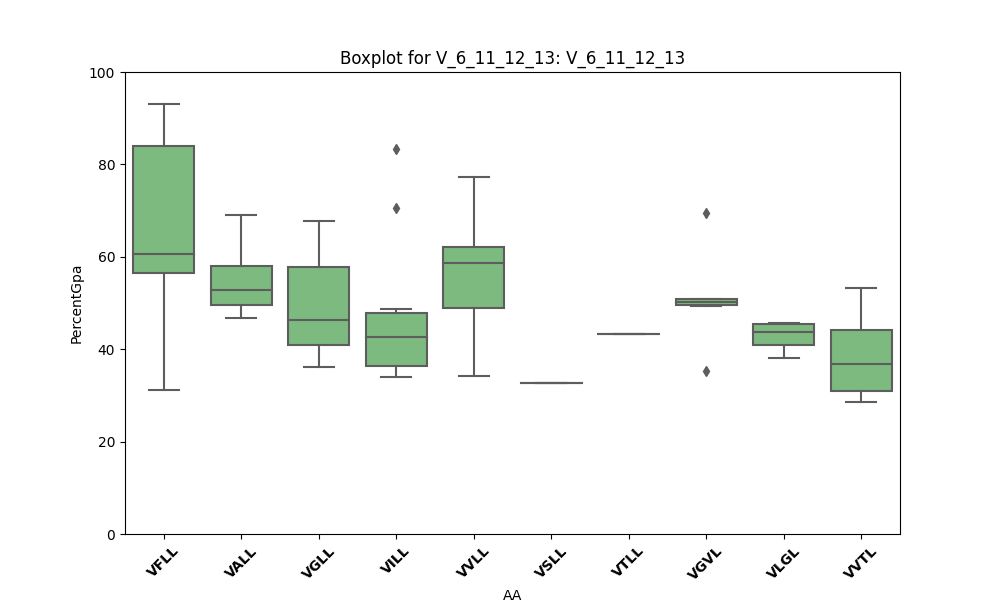 Boxplot for V_6_11_12_13: V_6_11_12_13
PercentGpa
100
80
60
40
20
0
VFLL VALL VGLL VILL VVLL VSLL VTLL VGVL VLGL VVTL
AA